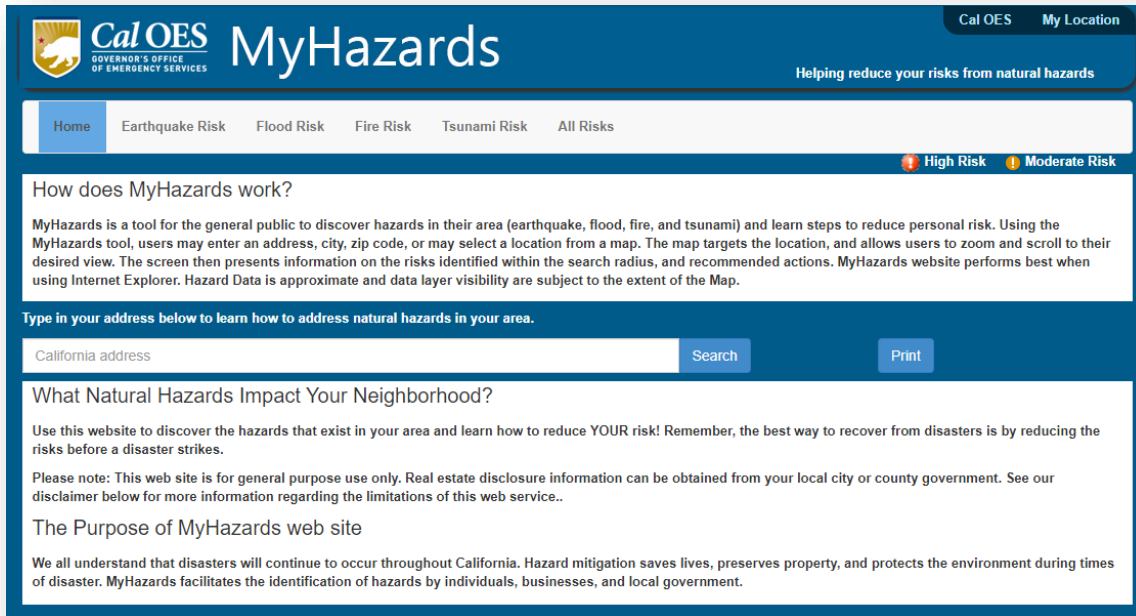 Cal OES
GOVERNOR'S OFFICE
OF EMERGENCY SERVICES
MyHazards
Cal OES My Location
Helping reduce your risks from natural hazards
Home Earthquake Risk Flood Risk Fire Risk Tsunami Risk All Risks
High Risk Moderate Risk
How does MyHazards work?
MyHazards is a tool for the general public to discover hazards in their area (earthquake, flood, fire, and tsunami) and learn steps to reduce personal risk. Using the
MyHazards tool, users may enter an address, city, zip code, or may select a location from a map. The map targets the location, and allows users to zoom and scroll to their
desired view. The screen then presents information on the risks identified within the search radius, and recommended actions. MyHazards website performs best when
using Internet Explorer. Hazard Data is approximate and data layer visibility are subject to the extent of the Map.
Type in your address below to learn how to address natural hazards in your area.
California address Search Print
What Natural Hazards Impact Your Neighborhood?
Use this website to discover the hazards that exist in your area and learn how to reduce YOUR risk! Remember, the best way to recover from disasters is by reducing the
risks before a disaster strikes.
Please note: This web site is for general purpose use only. Real estate disclosure information can be obtained from your local city or county government. See our
disclaimer below for more information regarding the limitations of this web service..
The Purpose of MyHazards web site
We all understand that disasters will continue to occur throughout California. Hazard mitigation saves lives, preserves property, and protects the environment during times
of disaster. MyHazards facilitates the identification of hazards by individuals, businesses, and local government.